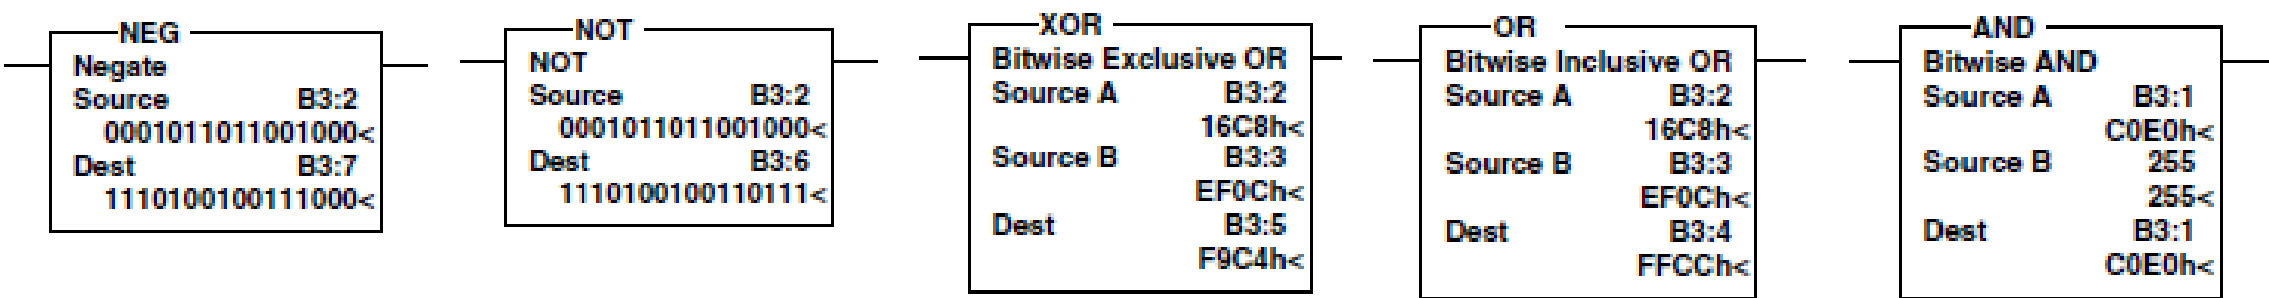 NEG
Negate
Source B3:2
0001011011001000<
Dest B3:7
1110100100111000<
NOT
NOT
Source B3:2
0001011011001000<
Dest B3:6
1110100100110111<
XOR
Bitwise Exclusive OR
Source A B3:2
16C8h<
Source B B3:3
EF0Ch<
Dest B3:5
F9C4h<
OR
Bitwise Inclusive OR
Source A B3:2
16C8h<
Source B B3:3
EF0Ch<
Dest B3:4
FFCCh<
AND
Bitwise AND
Source A B3:1
C0E0h<
Source B 255
255<
Dest B3:1
C0E0h<